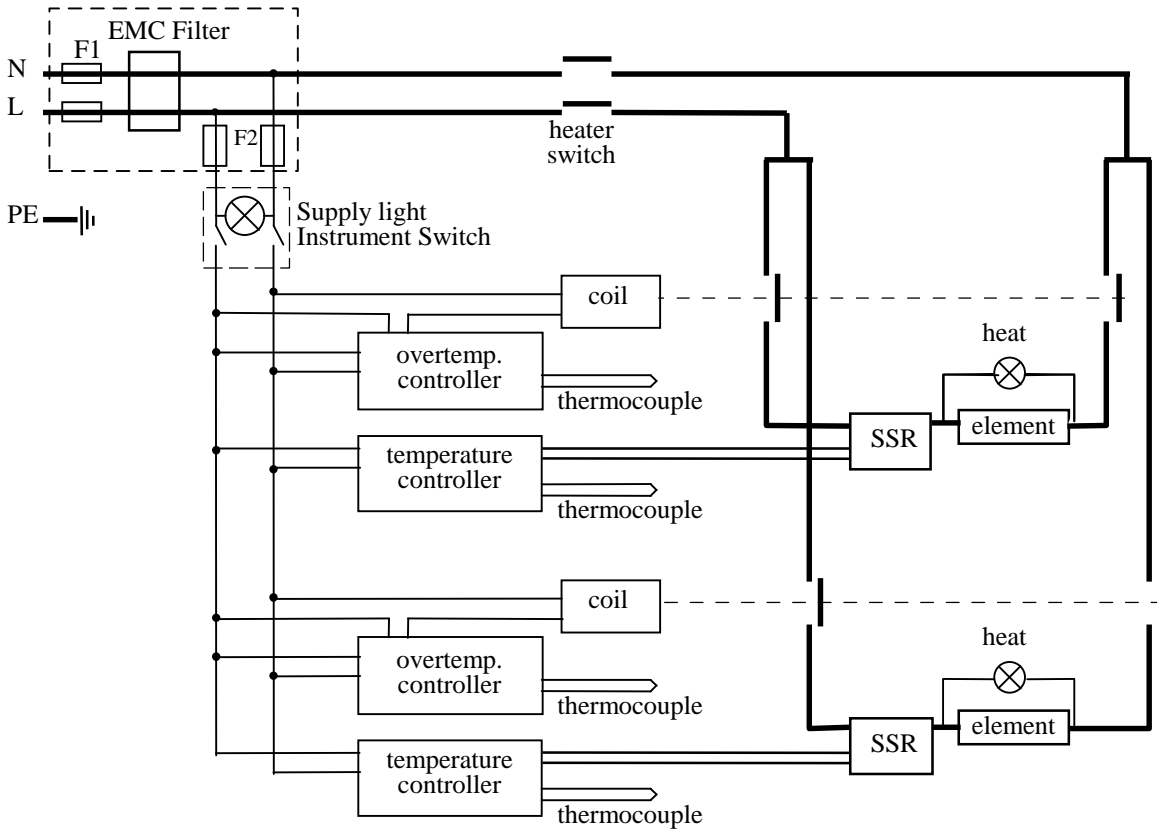 EMC Filter
F1
N
L
F2
heater
switch
PE
Supply light
Instrument Switch
coil
overtemp.
controller
thermocouple
heat
SSR
element
temperature
controller
thermocouple
coil
overtemp.
controller
thermocouple
heat
SSR
element
temperature
controller
thermocouple